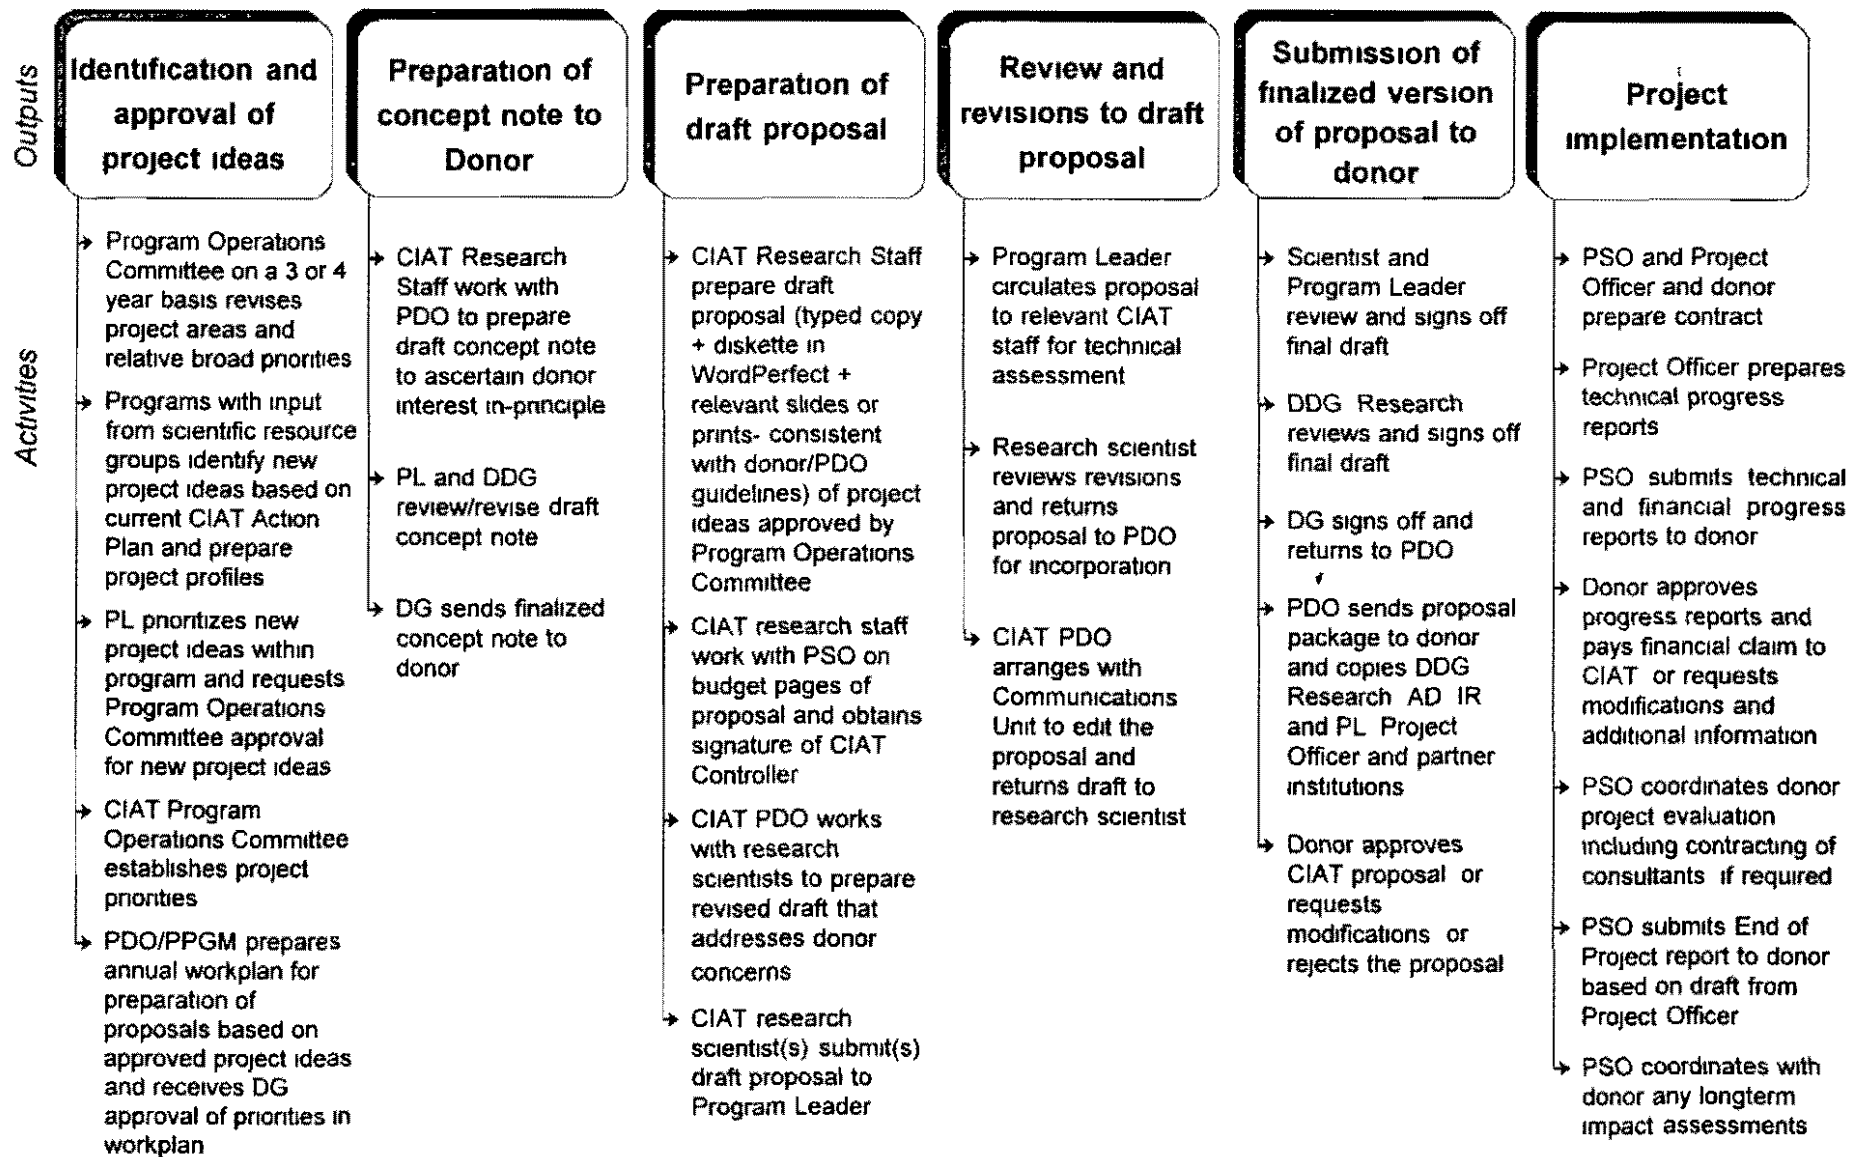 Outputs
Activities
Identification and
approval of
project ideas
Program Operations
Committee on a 3 or 4
year basis revises
project areas and
relative broad priorities
Programs with input
from scientific resource
groups identify new
project ideas based on
current CIAT Action
Plan and prepare
project profiles
PL prioritizes new
project ideas within
program and requests
Program Operations
Committee approval
for new project ideas
CIAT Program
Operations Committee
establishes project
priorities
PDO/PPGM prepares
annual workplan for
preparation of
proposals based on
approved project ideas
and receives DG
approval of priorities in
workplan
Preparation of
concept note to
Donor
CIAT Research
Staff work with
PDO to prepare
draft concept note
to ascertain donor
interest in-principle
PL and DDG
review/revise draft
concept note
DG sends finalized
concept note to
donor
Preparation of
draft proposal
CIAT Research Staff
prepare draft
proposal (typed copy
+ diskette in
WordPerfect +
relevant slides or
prints- consistent
with donor/PDO
guidelines) of project
ideas approved by
Program Operations
Committee
CIAT research staff
work with PSO on
budget pages of
proposal and obtains
signature of CIAT
Controller
CIAT PDO works
with research
scientists to prepare
revised draft that
addresses donor
concerns
CIAT research
scientist(s) submit(s)
draft proposal to
Program Leader
Review and
revisions to draft
proposal
Program Leader
circulates proposal
to relevant CIAT
staff for technical
assessment
Research scientist
reviews revisions
and returns
proposal to PDO
for incorporation
CIAT PDO
arranges with
Communications
Unit to edit the
proposal and
returns draft to
research scientist
Submission of
finalized version
of proposal to
donor
Scientist and
Program Leader
review and signs off
final draft
DDG Research
reviews and signs off
final draft
DG signs off and
returns to PDO
PDO sends proposal
package to donor
and copies DDG
Research AD IR
and PL Project
Officer and partner
institutions
Donor approves
CIAT proposal or
requests
modifications or
rejects the proposal
Project
implementation
PSO and Project
Officer and donor
prepare contract
Project Officer prepares
technical progress
reports
PSO submits technical
and financial progress
reports to donor
Donor approves
progress reports and
pays financial claim to
CIAT or requests
modifications and
additional information
PSO coordinates donor
project evaluation
including contracting of
consultants if required
PSO submits End of
Project report to donor
based on draft from
Project Officer
PSO coordinates with
donor any longterm
impact assessments